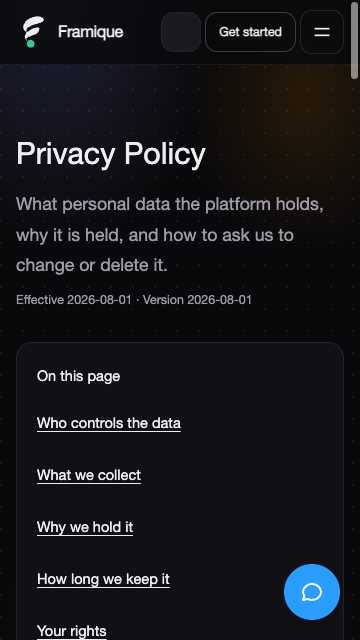 Framique
Get started
Privacy Policy
What personal data the platform holds,
why it is held, and how to ask us to
change or delete it.
Effective 2026-08-01 · Version 2026-08-01
On this page
Who controls the data
What we collect
Why we hold it
How long we keep it
Your rights